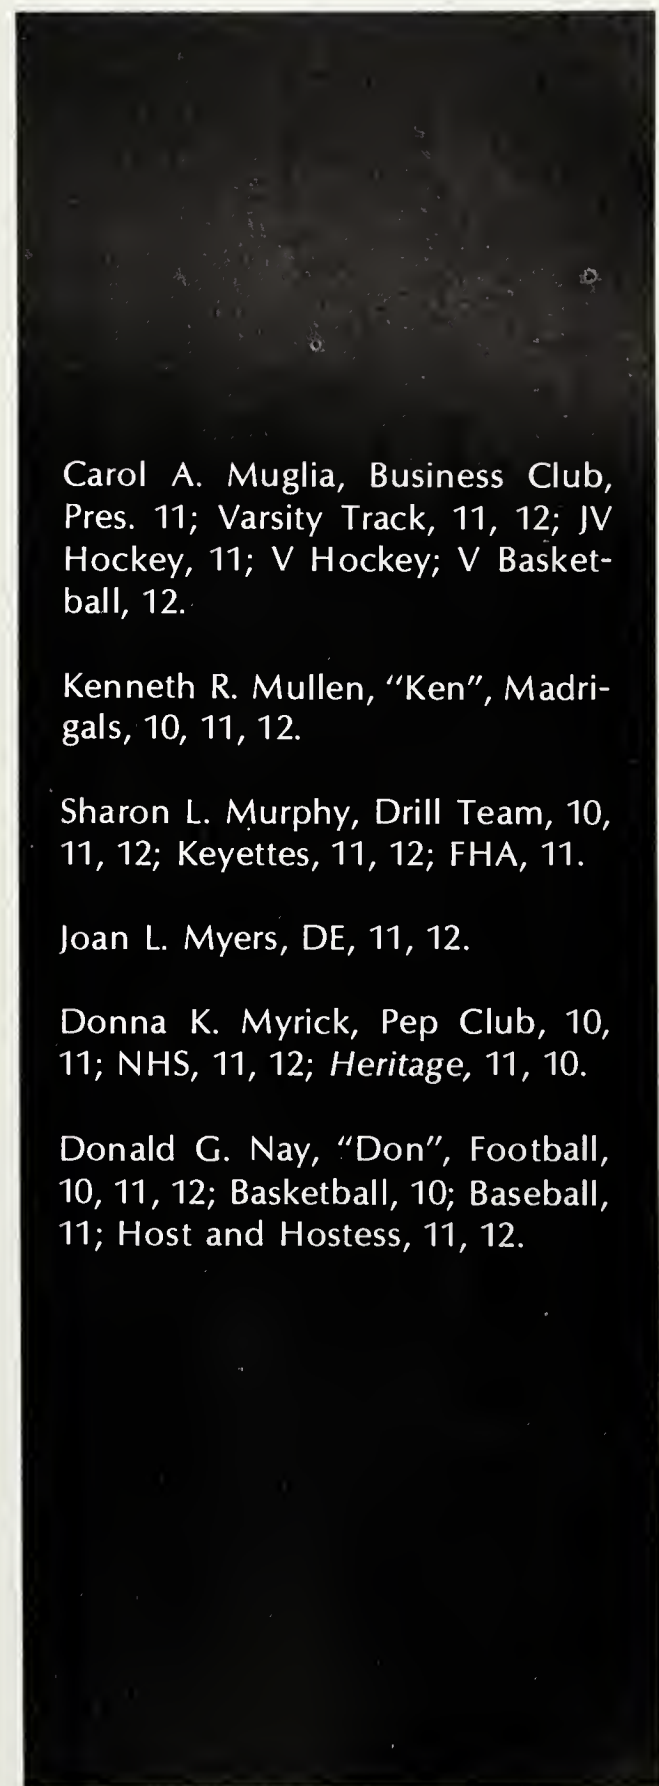 Carol A. Muglia, Business Club,
Pres. 11; Varsity Track, 11, 12; JV
Hockey, 11; V Hockey; V Basket-
ball, 12.
Kenneth R. Mullen, "Ken", Madri-
gals, 10, 11, 12.
Sharon L. Murphy, Drill Team, 10,
11, 12; Keyettes, 11, 12; FHA, 11.
Joan L. Myers, DE, 11, 12.
Donna K. Myrick, Pep Club, 10,
11; NHS, 11, 12; Heritage, 11, 10.
Donald G. Nay, "Don", Football,
10, 11, 12; Basketball, 10; Baseball,
11; Host and Hostess, 11, 12.